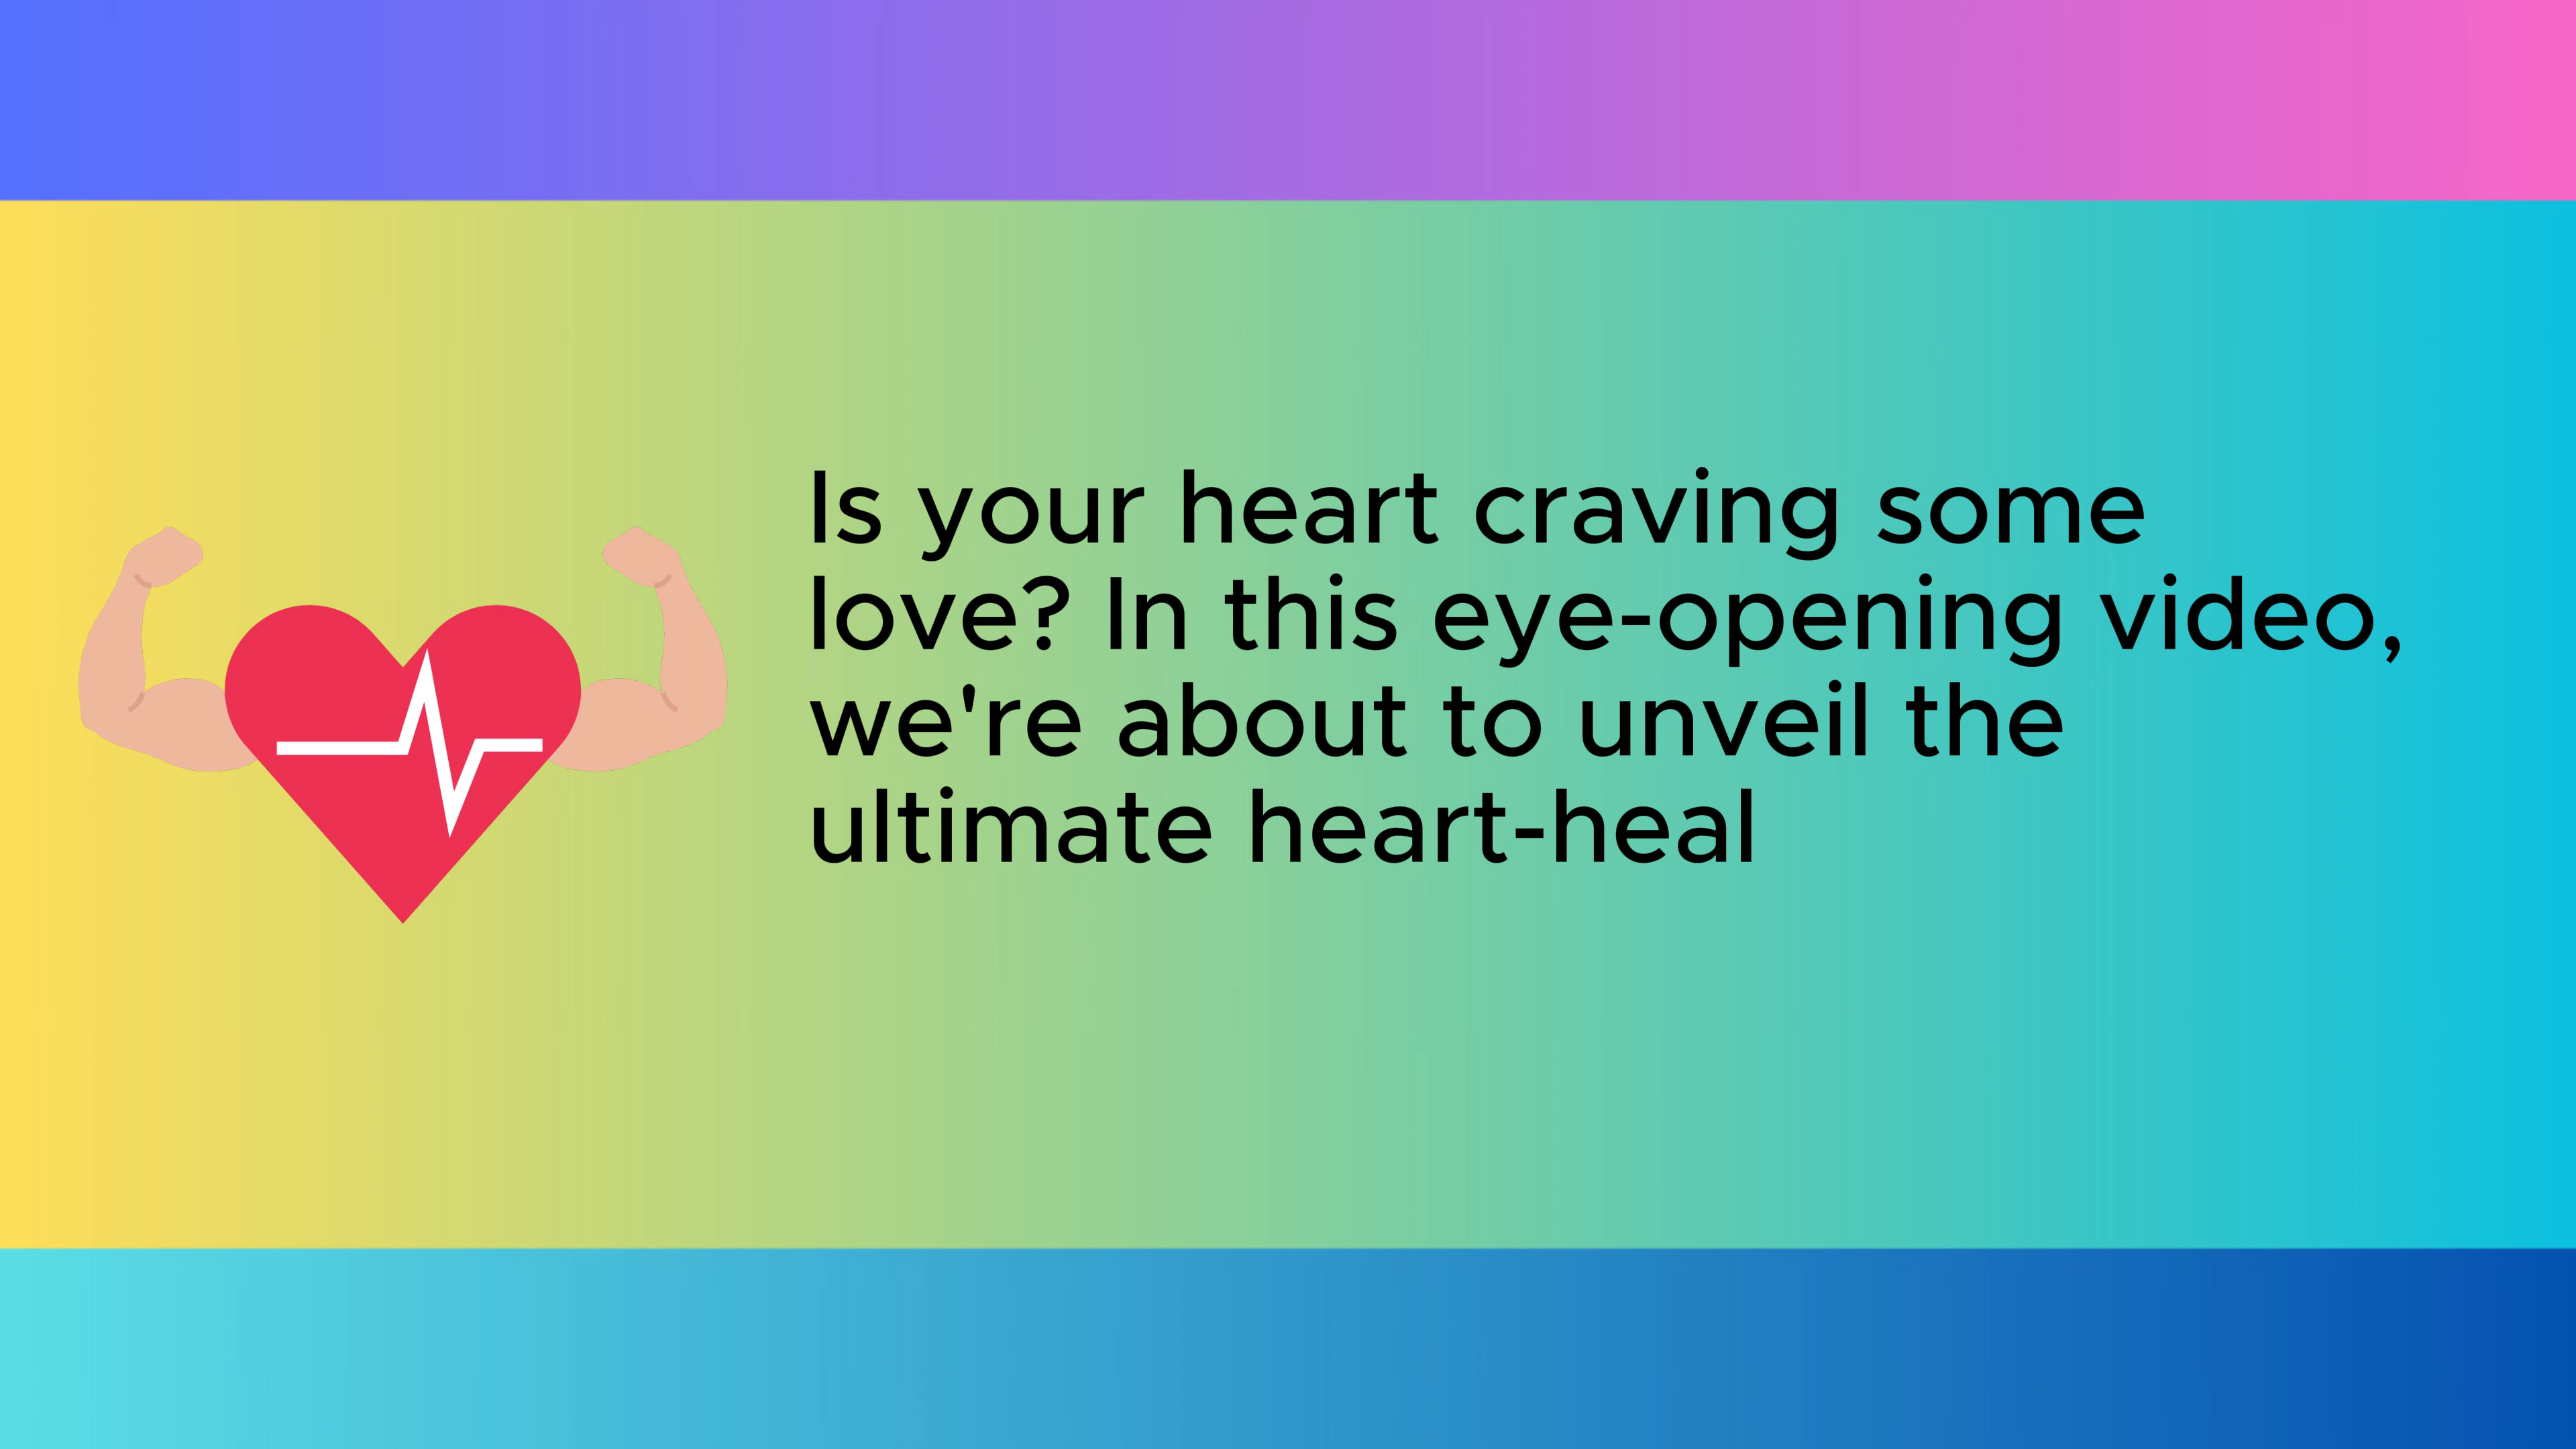 Is your heart craving some
love? In this eye-opening video,
we're about to unveil the
ultimate heart-heal